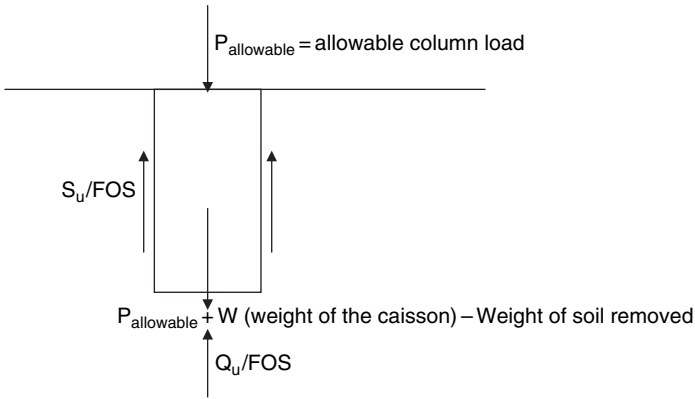 P_allowable = allowable column load
S_u/FOS
P_allowable + W (weight of the caisson) – Weight of soil removed
Q_u/FOS